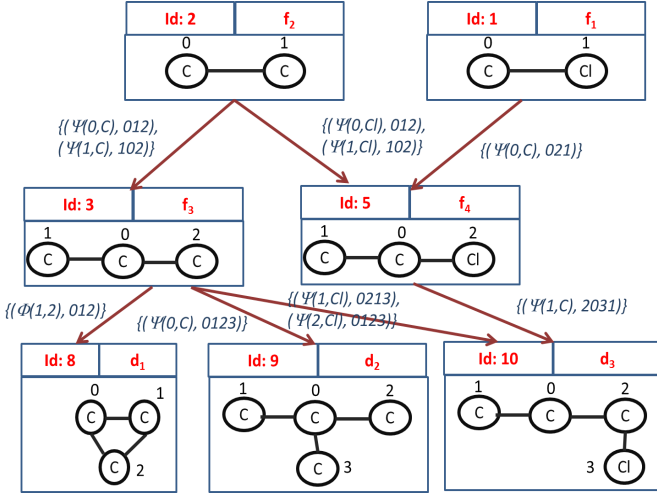 Id: 2 f2
Id: 1 f1
0 1
C C
0 1
C Cl
{( Ψ(0,C), 012),
( Ψ(1,C), 102)}
{( Ψ(0,Cl), 012),
( Ψ(1,Cl), 102)}
{( Ψ(0,C), 021)}
Id: 3 f3
Id: 5 f4
1 0 2
C C C
1 0 2
C C Cl
{(Φ(1,2), 012)}
{( Ψ(0,C), 0123)}
{( Ψ(1,Cl), 0213),
( Ψ(2,Cl), 0123)}
{( Ψ(1,C), 2031)}
Id: 8 d1
Id: 9 d2
Id: 10 d3
0 1
C C
C 2
1 0 2
C C C
C 3
1 0 2
C C C
3 Cl